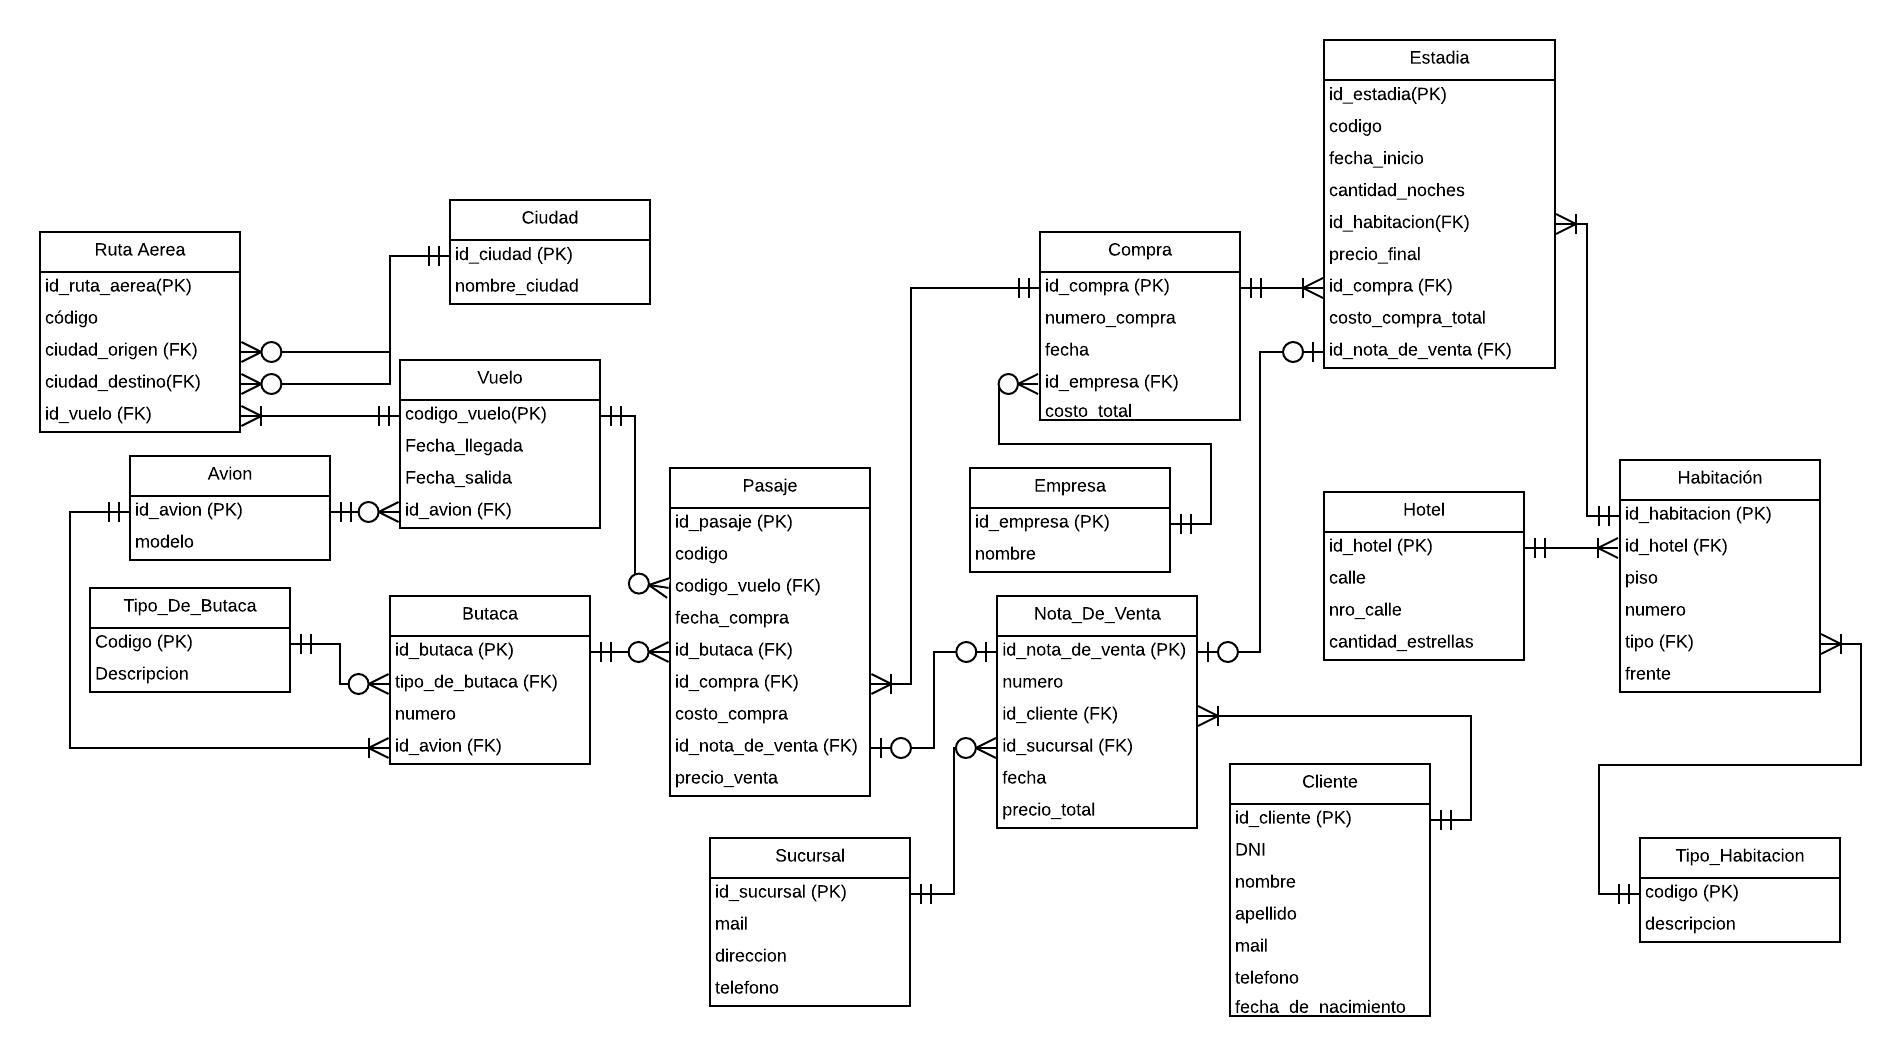 Estadia
id_estadia(PK)
codigo
fecha_inicio
cantidad_noches
id_habitacion(FK)
precio_final
id_compra (FK)
costo_compra_total
id_nota_de_venta (FK)
Ciudad
id_ciudad (PK)
nombre_ciudad
Ruta Aerea
id_ruta_aerea(PK)
código
ciudad_origen (FK)
ciudad_destino(FK)
id_vuelo (FK)
Compra
id_compra (PK)
numero_compra
fecha
id_empresa (FK)
costo_total
Vuelo
codigo_vuelo(PK)
Fecha_llegada
Fecha_salida
id_avion (FK)
Avion
id_avion (PK)
modelo
Pasaje
id_pasaje (PK)
codigo
codigo_vuelo (FK)
fecha_compra
id_butaca (FK)
id_compra (FK)
costo_compra
id_nota_de_venta (FK)
precio_venta
Empresa
id_empresa (PK)
nombre
Hotel
id_hotel (PK)
calle
nro_calle
cantidad_estrellas
Habitación
id_habitacion (PK)
id_hotel (FK)
piso
numero
tipo (FK)
frente
Tipo_De_Butaca
Codigo (PK)
Descripcion
Butaca
id_butaca (PK)
tipo_de_butaca (FK)
numero
id_avion (FK)
Nota_De_Venta
id_nota_de_venta (PK)
numero
id_cliente (FK)
id_sucursal (FK)
fecha
precio_total
Cliente
id_cliente (PK)
DNI
nombre
apellido
mail
telefono
fecha_de_nacimiento
Sucursal
id_sucursal (PK)
mail
direccion
telefono
Tipo_Habitacion
codigo (PK)
descripcion